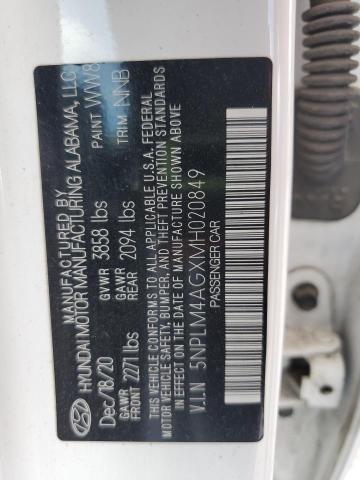 MANUFACTURED BY
HYUNDAI MOTOR MANUFACTURING ALABAMA, LLC
Dec/18/20 GVWR 3858 lbs PAINT WW8
GAWR FRONT 2271 lbs GAWR REAR 2094 lbs TRIM NNB
THIS VEHICLE CONFORMS TO ALL APPLICABLE U.S.A. FEDERAL
MOTOR VEHICLE SAFETY, BUMPER, AND THEFT PREVENTION
STANDARDS IN EFFECT ON THE DATE OF MANUFACTURE SHOWN ABOVE
V.I.N 5NPLM4AGXMH020849
PASSENGER CAR